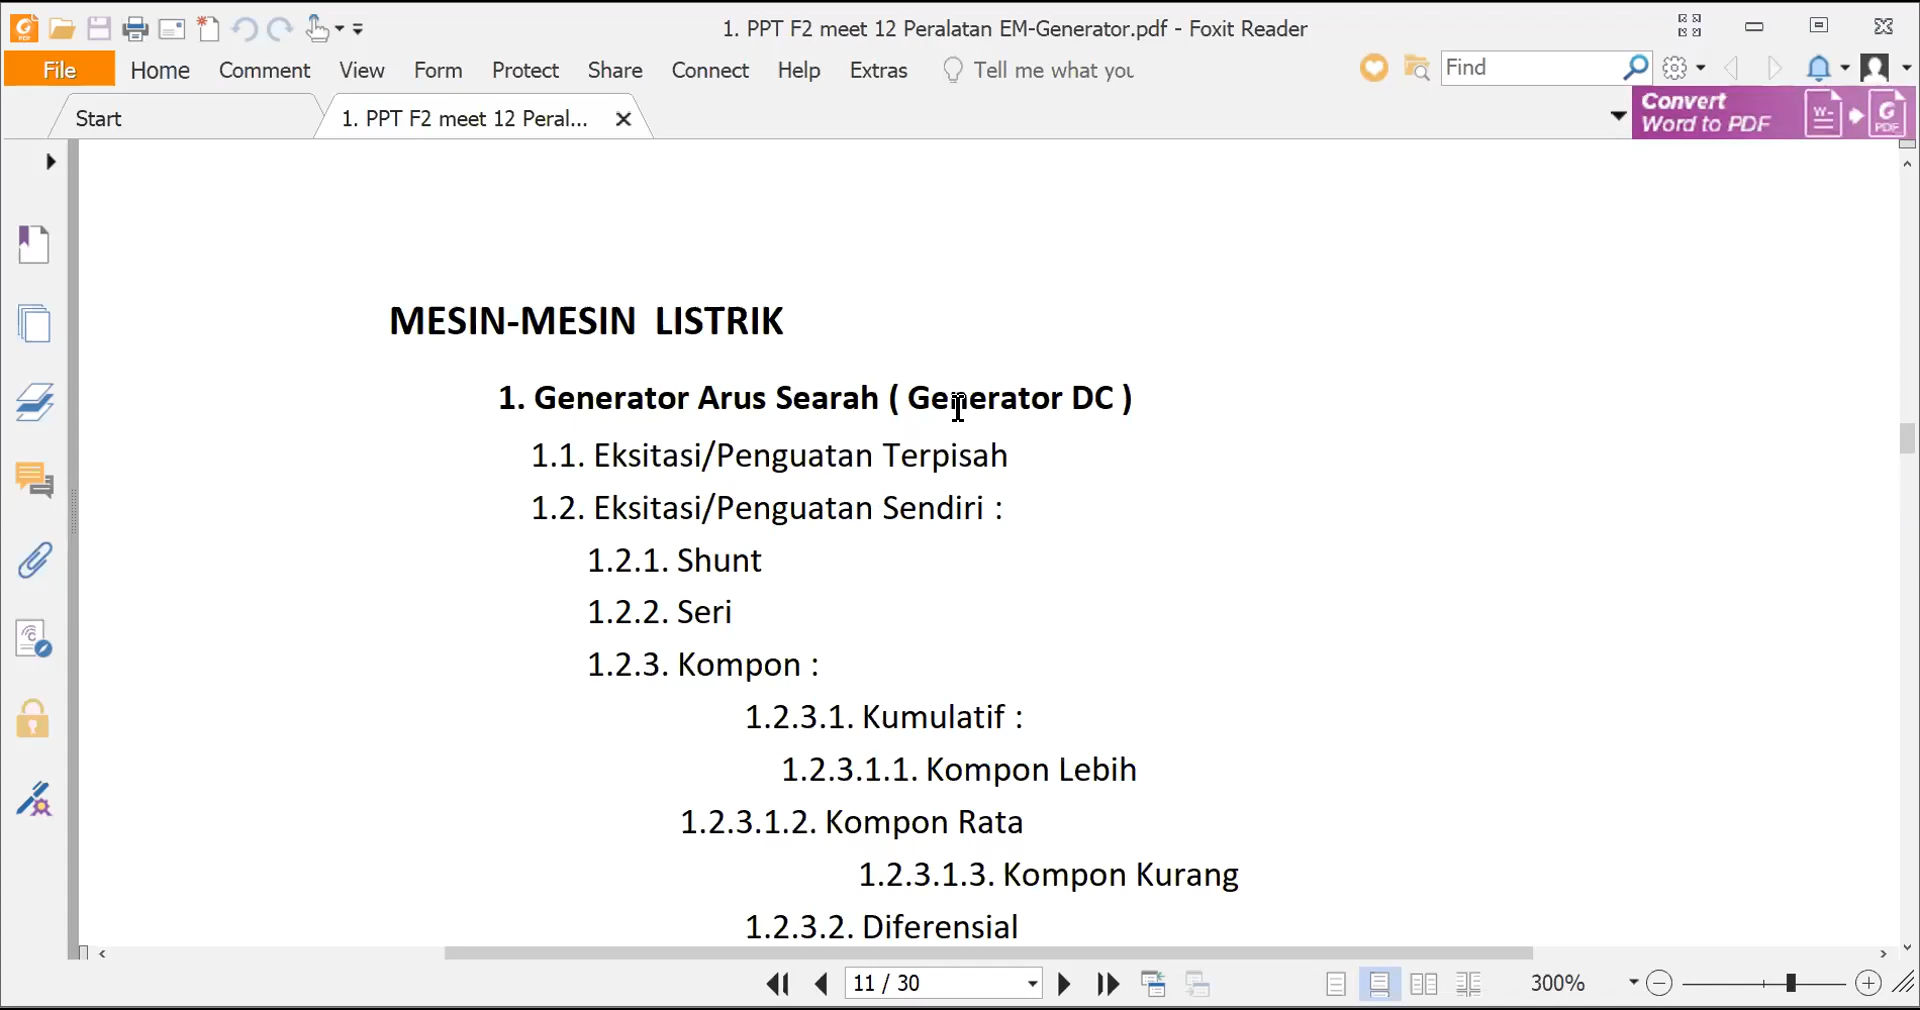 1. PPT F2 meet 12 Peralatan EM-Generator.pdf - Foxit Reader
File Home Comment View Form Protect Share Connect Help Extras Tell me what you Find
Start 1. PPT F2 meet 12 Peral... Convert
Word to PDF
MESIN-MESIN LISTRIK
1. Generator Arus Searah ( Generator DC )
1.1. Eksitasi/Penguatan Terpisah
1.2. Eksitasi/Penguatan Sendiri :
1.2.1. Shunt
1.2.2. Seri
1.2.3. Kompon :
1.2.3.1. Kumulatif :
1.2.3.1.1. Kompon Lebih
1.2.3.1.2. Kompon Rata
1.2.3.1.3. Kompon Kurang
1.2.3.2. Diferensial
11 / 30 300%